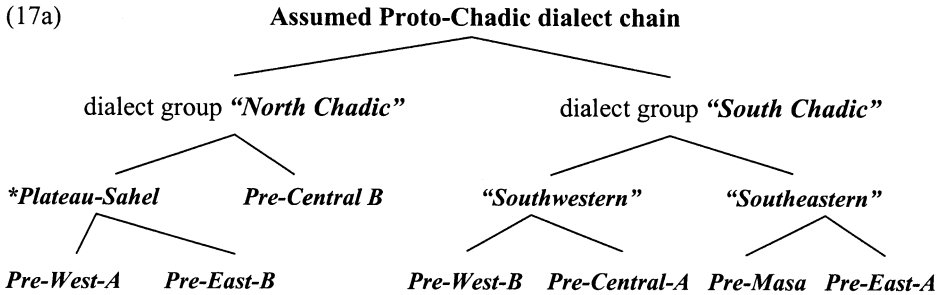 (17a) Assumed Proto-Chadic dialect chain
dialect group “North Chadic” dialect group “South Chadic”
*Plateau-Sahel Pre-Central B “Southwestern” “Southeastern”
Pre-West-A Pre-East-B Pre-West-B Pre-Central-A Pre-Masa Pre-East-A